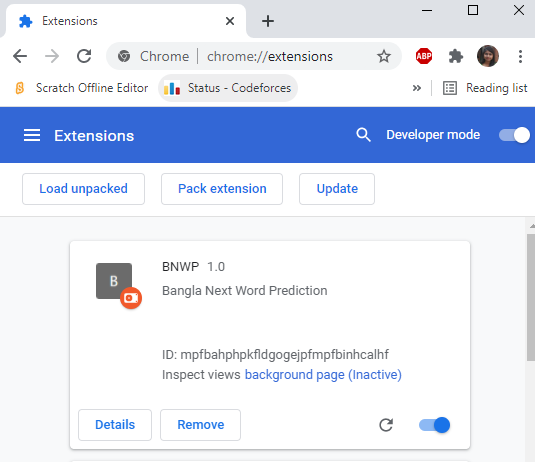 Extensions
Chrome | chrome://extensions ABP
Scratch Offline Editor Status - Codeforces » Reading list
Extensions Developer mode
Load unpacked Pack extension Update
B BNWP 1.0
Bangla Next Word Prediction
ID: mpfbahphpkfldgogejpfmpfbinhcalhf
Inspect views background page (Inactive)
Details Remove